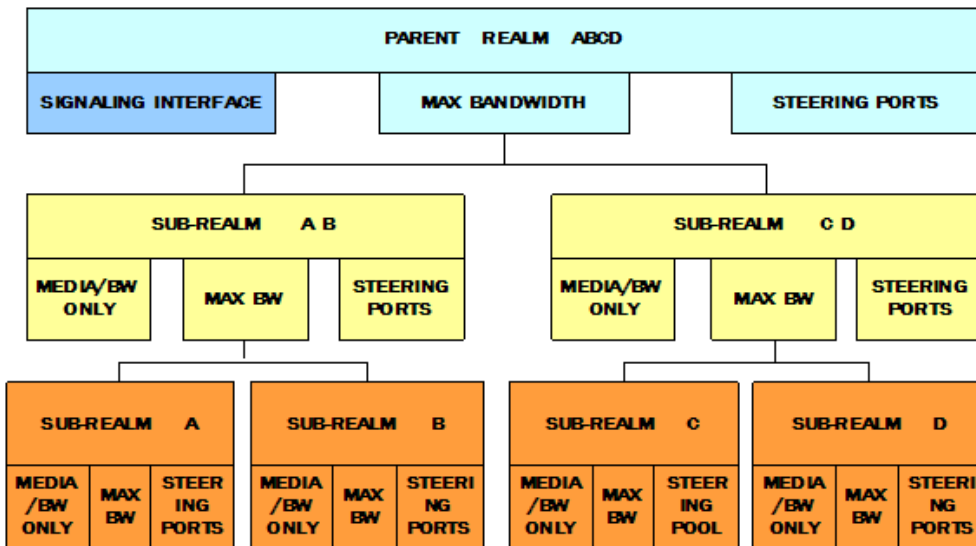 PARENT REALM ABCD
SIGNALING INTERFACE
MAX BANDWIDTH
STEERING PORTS
SUB-REALM A B
MEDIA/BW
ONLY
MAX BW
STEERING
PORTS
SUB-REALM C D
MEDIA/BW
ONLY
MAX BW
STEERING
PORTS
SUB-REALM A
MEDIA
/BW
ONLY
MAX
BW
STEER
ING
PORTS
SUB-REALM B
MEDIA
/BW
ONLY
MAX
BW
STEERI
NG
PORTS
SUB-REALM C
MEDIA
/BW
ONLY
MAX
BW
STEER
ING
POOL
SUB-REALM D
MEDIA
/BW
ONLY
MAX
BW
STEERI
NG
PORTS